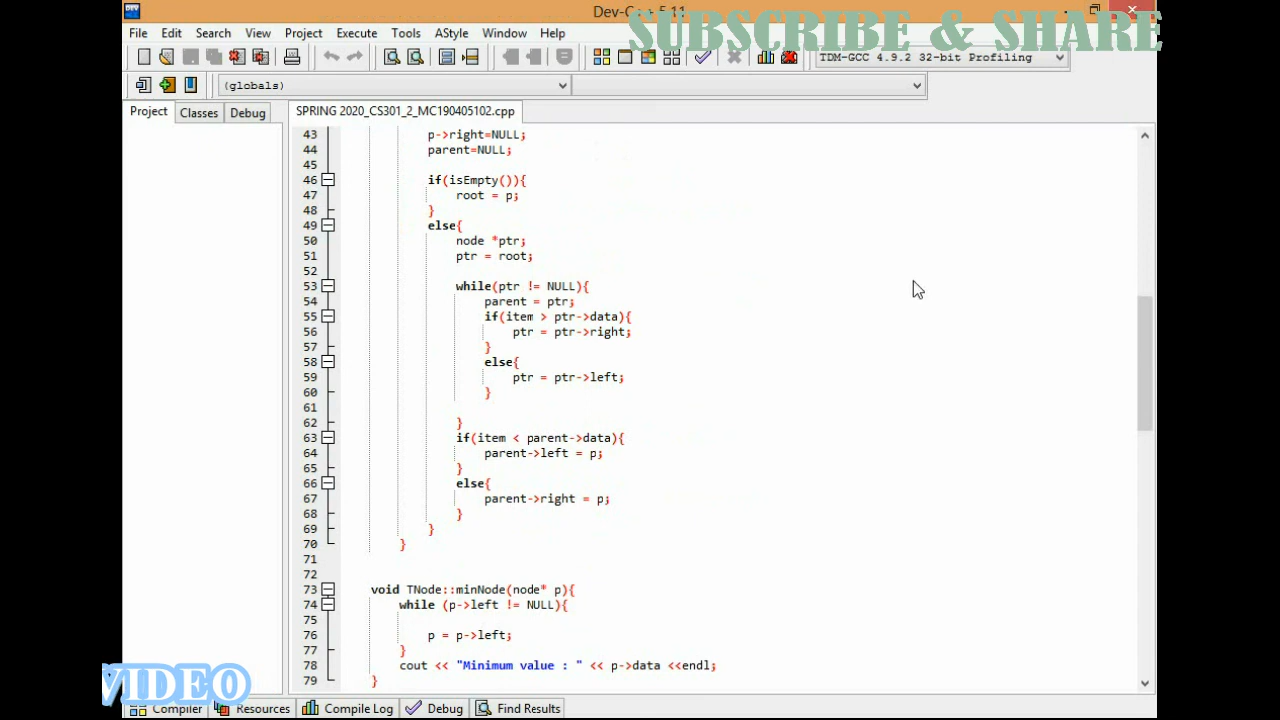 Dev-C++ 5.11
SUBSCRIBE & SHARE
File Edit Search View Project Execute Tools AStyle Window Help
TDM-GCC 4.9.2 32-bit Profiling
(globals)
Project Classes Debug
SPRING 2020_CS301_2_MC190405102.cpp
43 p->right=NULL;
44 parent=NULL;
45
46 if(isEmpty()){
47 root = p;
48 }
49 else{
50 node *ptr;
51 ptr = root;
52
53 while(ptr != NULL){
54 parent = ptr;
55 if(item > ptr->data){
56 ptr = ptr->right;
57 }
58 else{
59 ptr = ptr->left;
60 }
61
62 }
63 if(item < parent->data){
64 parent->left = p;
65 }
66 else{
67 parent->right = p;
68 }
69 }
70 }
71
72
73 void TNode::minNode(node* p){
74 while (p->left != NULL){
75
76 p = p->left;
77 }
78 cout << "Minimum value : " << p->data <<endl;
79 }
VIDEO
Compiler Resources Compile Log Debug Find Results